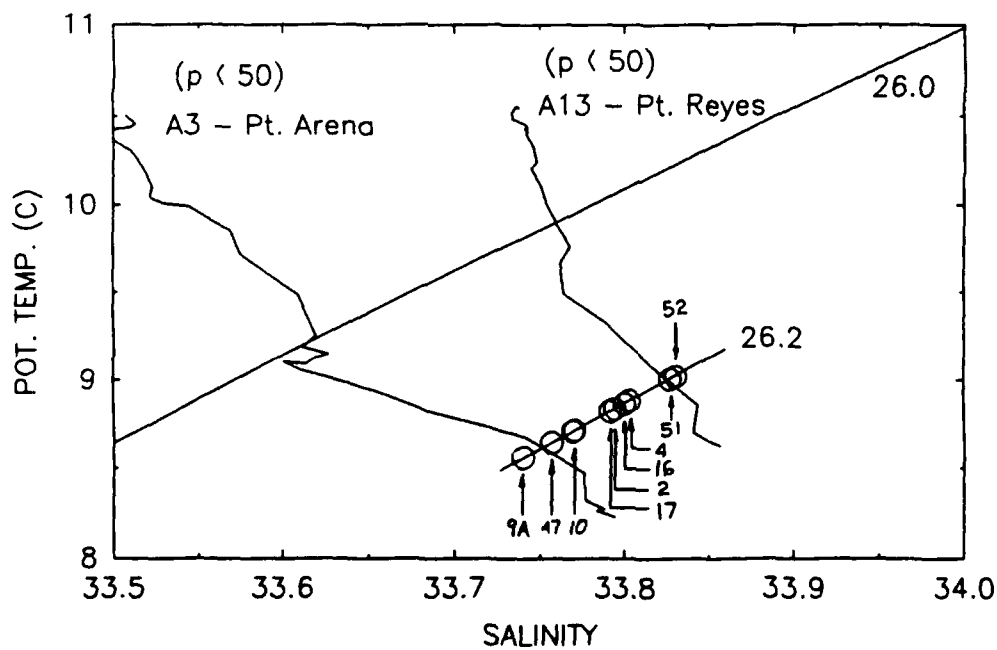 11
10
9
8
POT. TEMP. (C)
(p < 50)
A3 - Pt. Arena
(p < 50)
A13 - Pt. Reyes
26.0
52
26.2
51
4
16
2
17
9A
47
10
33.5
33.6
33.7
33.8
33.9
34.0
SALINITY